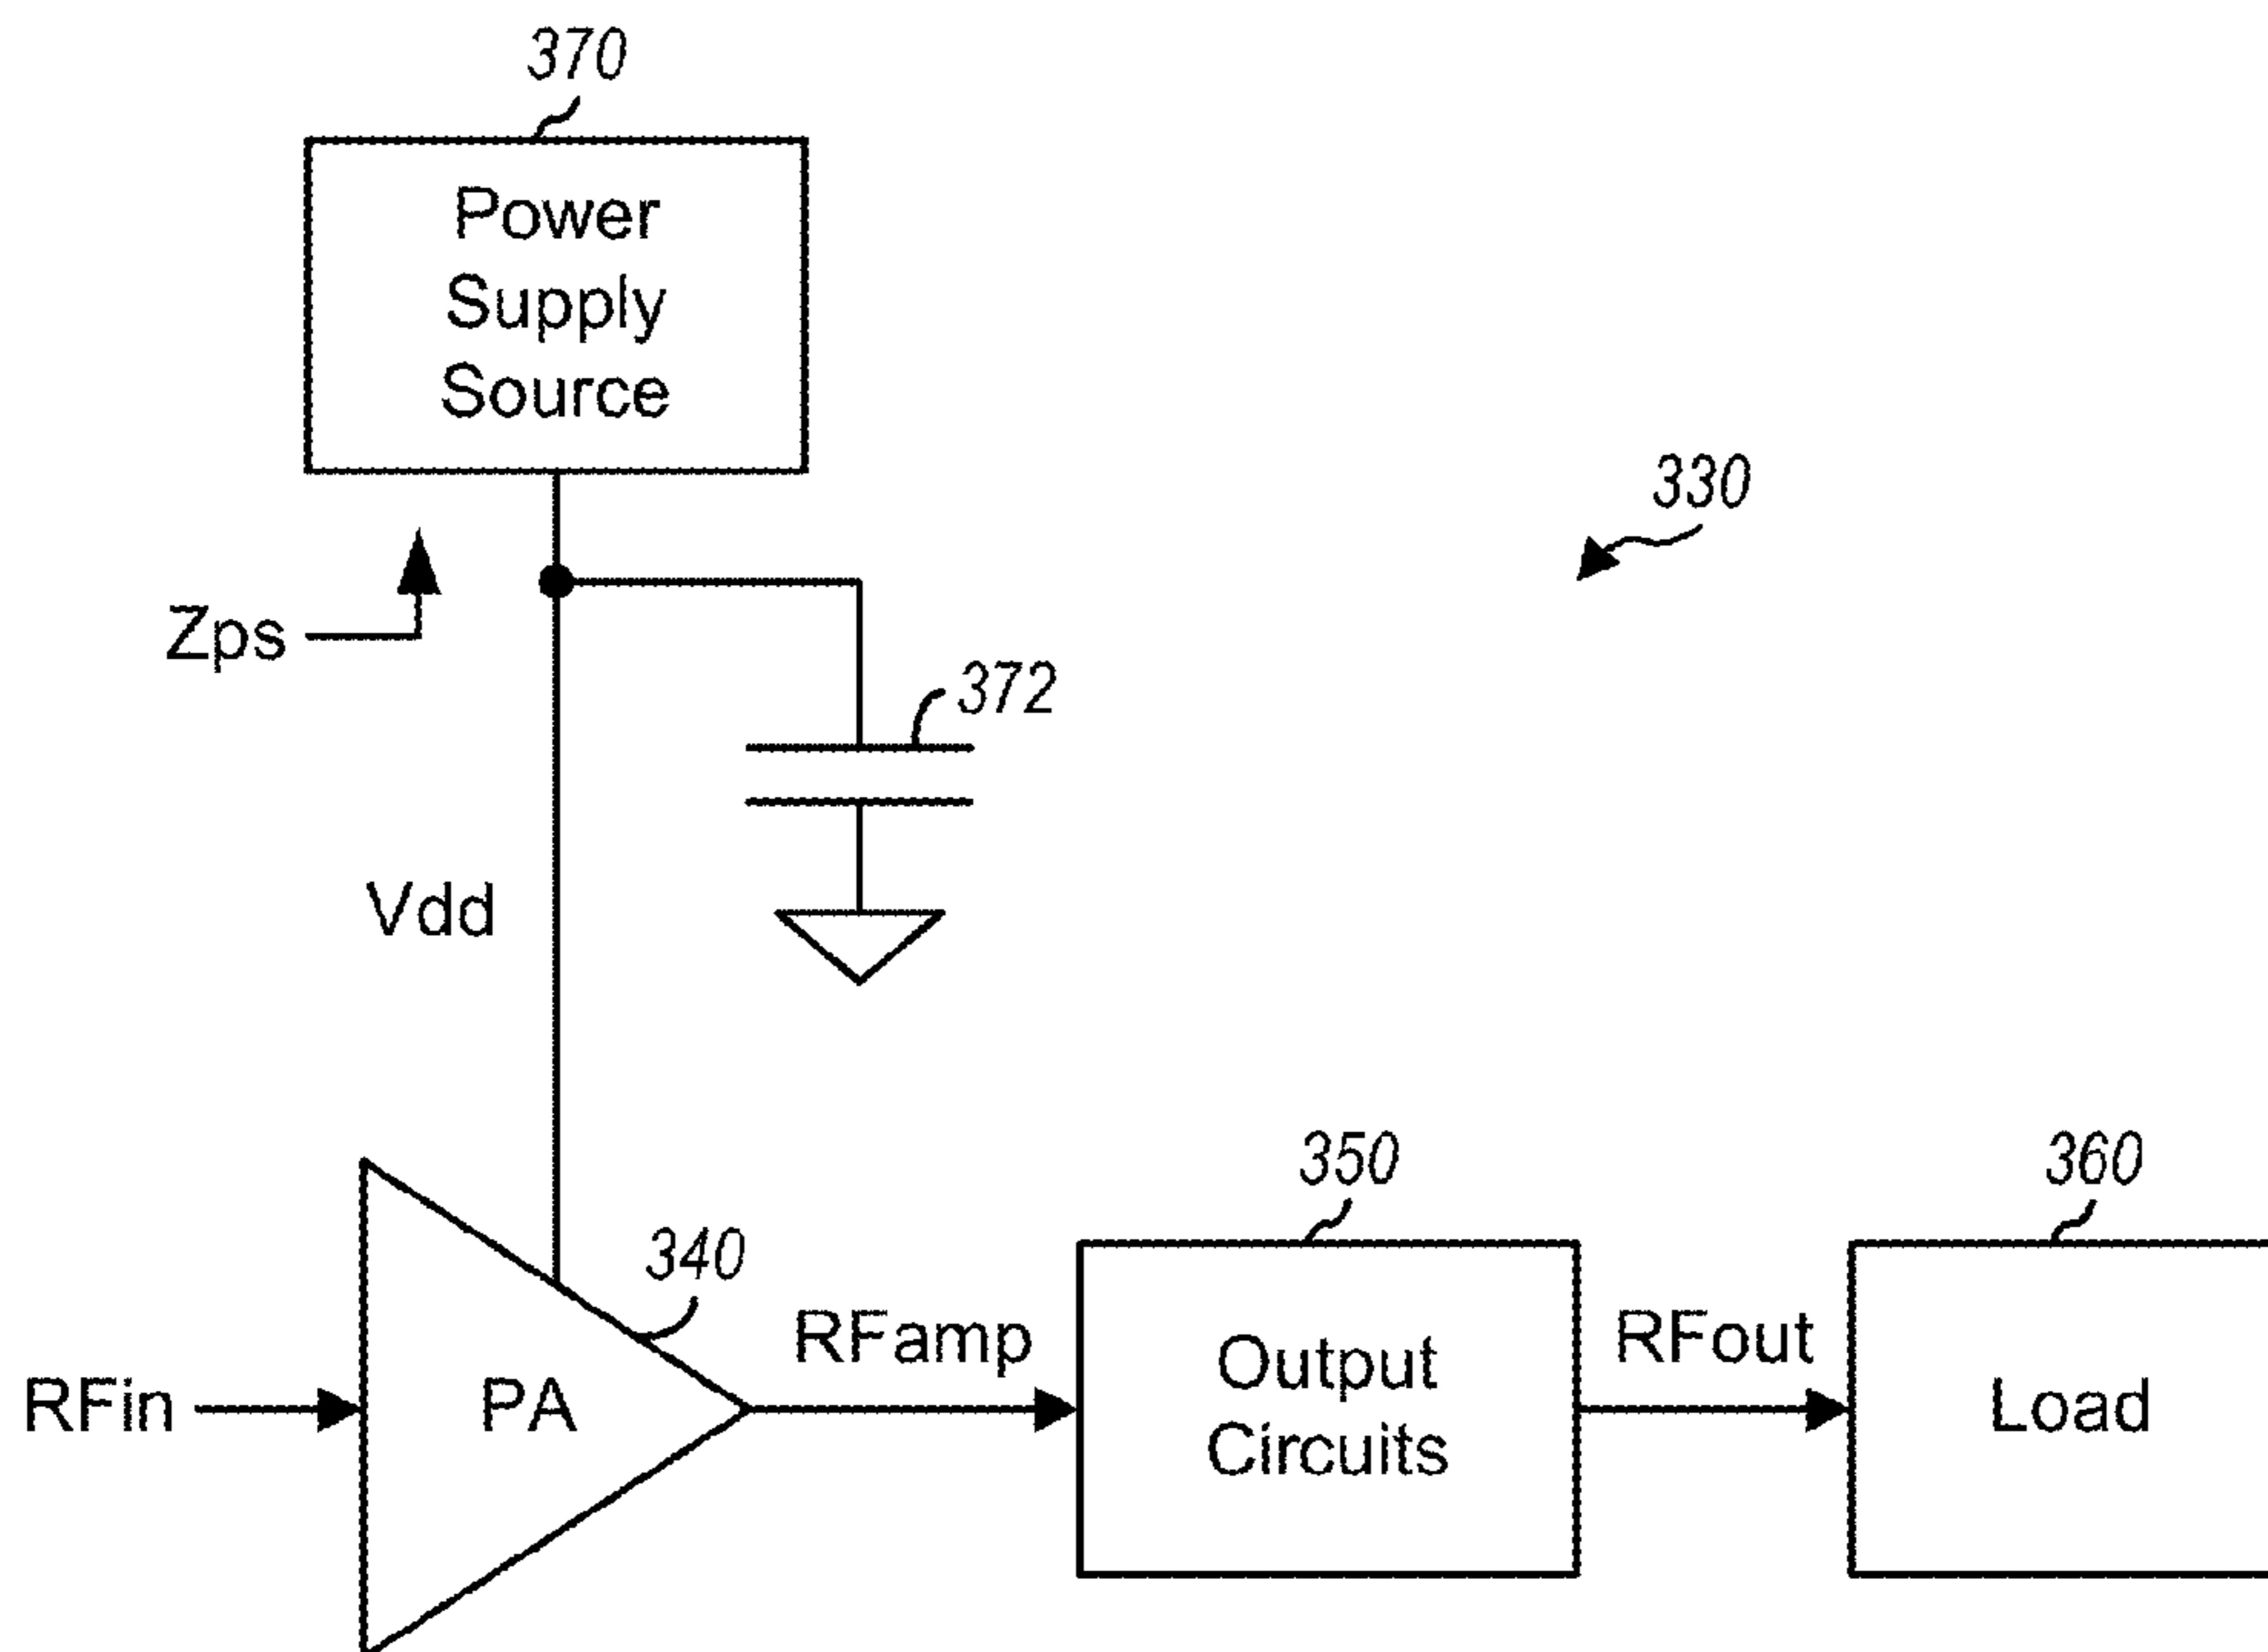 370
Power
Supply
Source
330
Zps
372
Vdd
350
360
340
RFamp
RFout
Output
Circuits
RFin
PA
Load